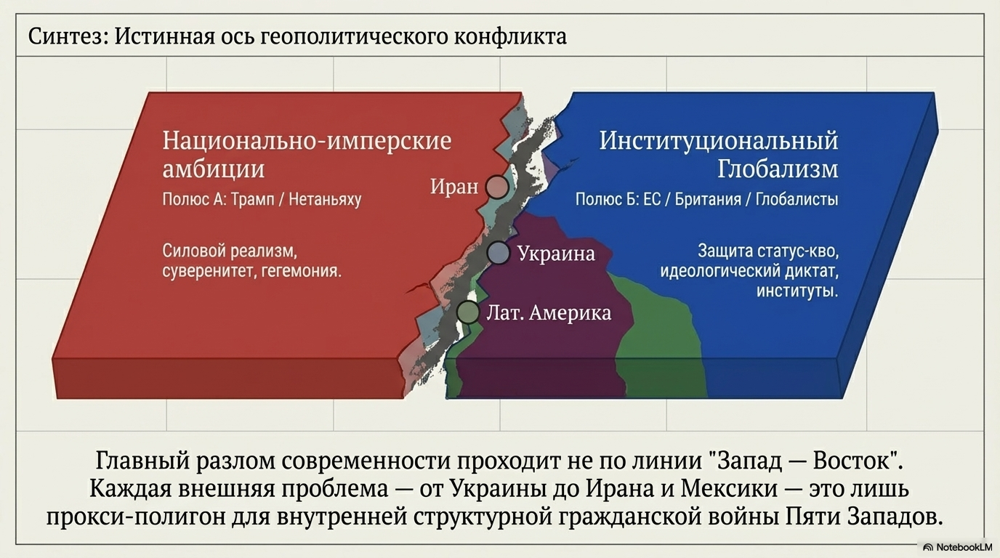 Синтез: Истинная ось геополитического конфликта
Национально-имперские
амбиции
Полюс А: Трамп / Нетаньяху
Силовой реализм,
суверенитет, гегемония.
Иран
Украина
Лат. Америка
Институциональный
Глобализм
Полюс Б: ЕС / Британия / Глобалисты
Защита статус-кво,
идеологический диктат,
институты.
Главный разлом современности проходит не по линии "Запад — Восток".
Каждая внешняя проблема — от Украины до Ирана и Мексики — это лишь
прокси-полигон для внутренней структурной гражданской войны Пяти Западов.
NotebookLM